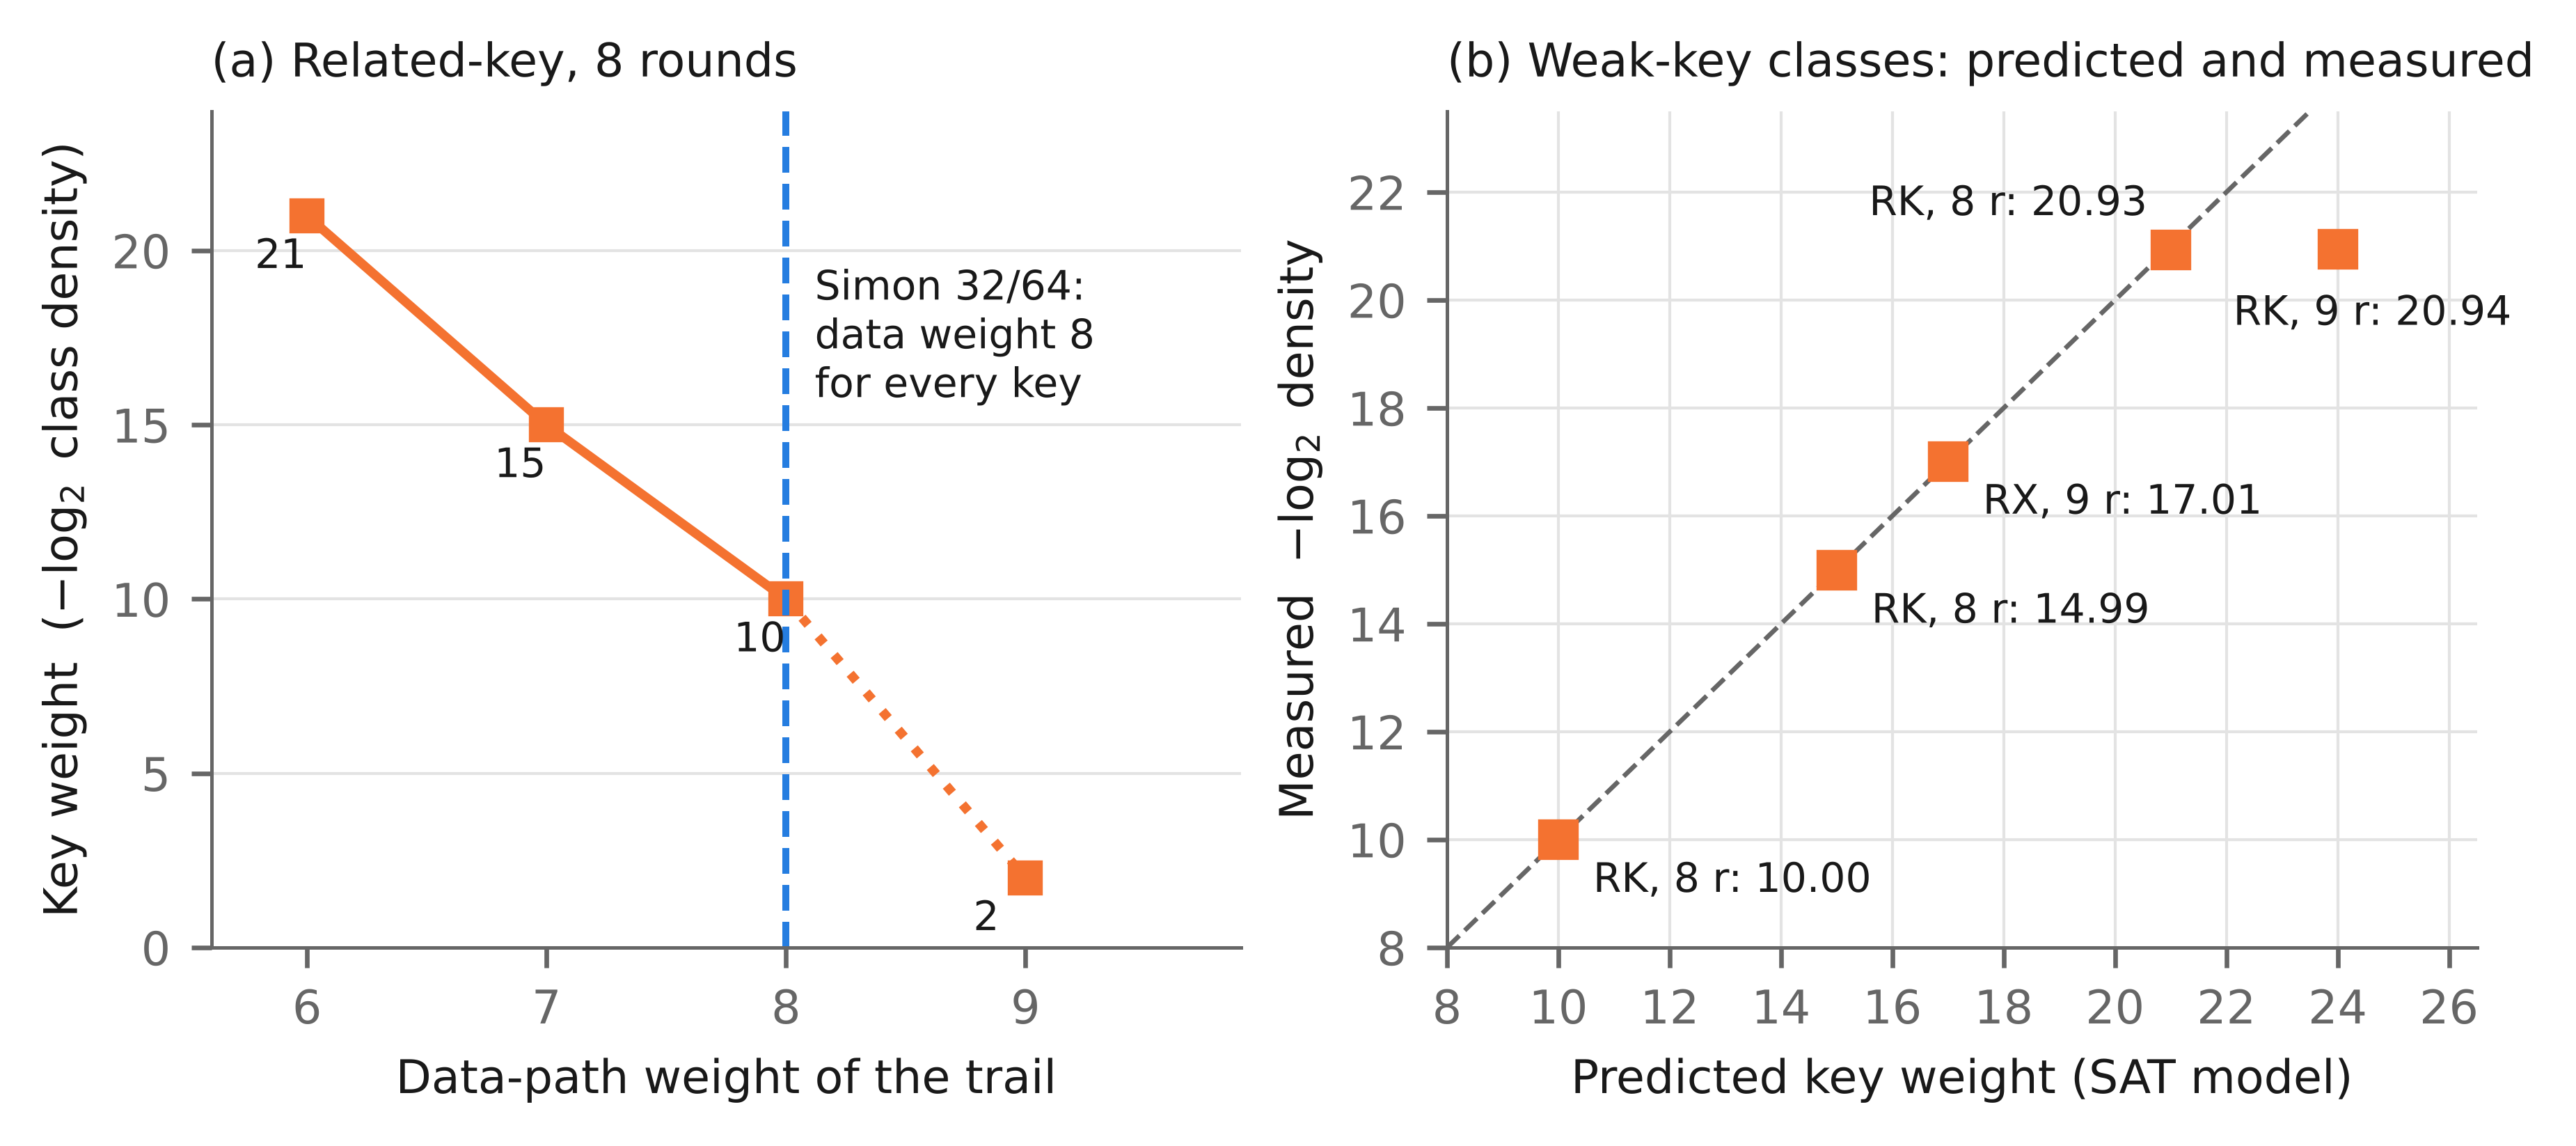 (a) Related-key, 8 rounds
Key weight (−log₂ class density)
20
15
10
5
0
21
15
10
2
Simon 32/64:
data weight 8
for every key
6 7 8 9
Data-path weight of the trail
(b) Weak-key classes: predicted and measured
Measured −log₂ density
22
20
18
16
14
12
10
8
RK, 8 r: 20.93
RK, 9 r: 20.94
RX, 9 r: 17.01
RK, 8 r: 14.99
RK, 8 r: 10.00
8 10 12 14 16 18 20 22 24 26
Predicted key weight (SAT model)